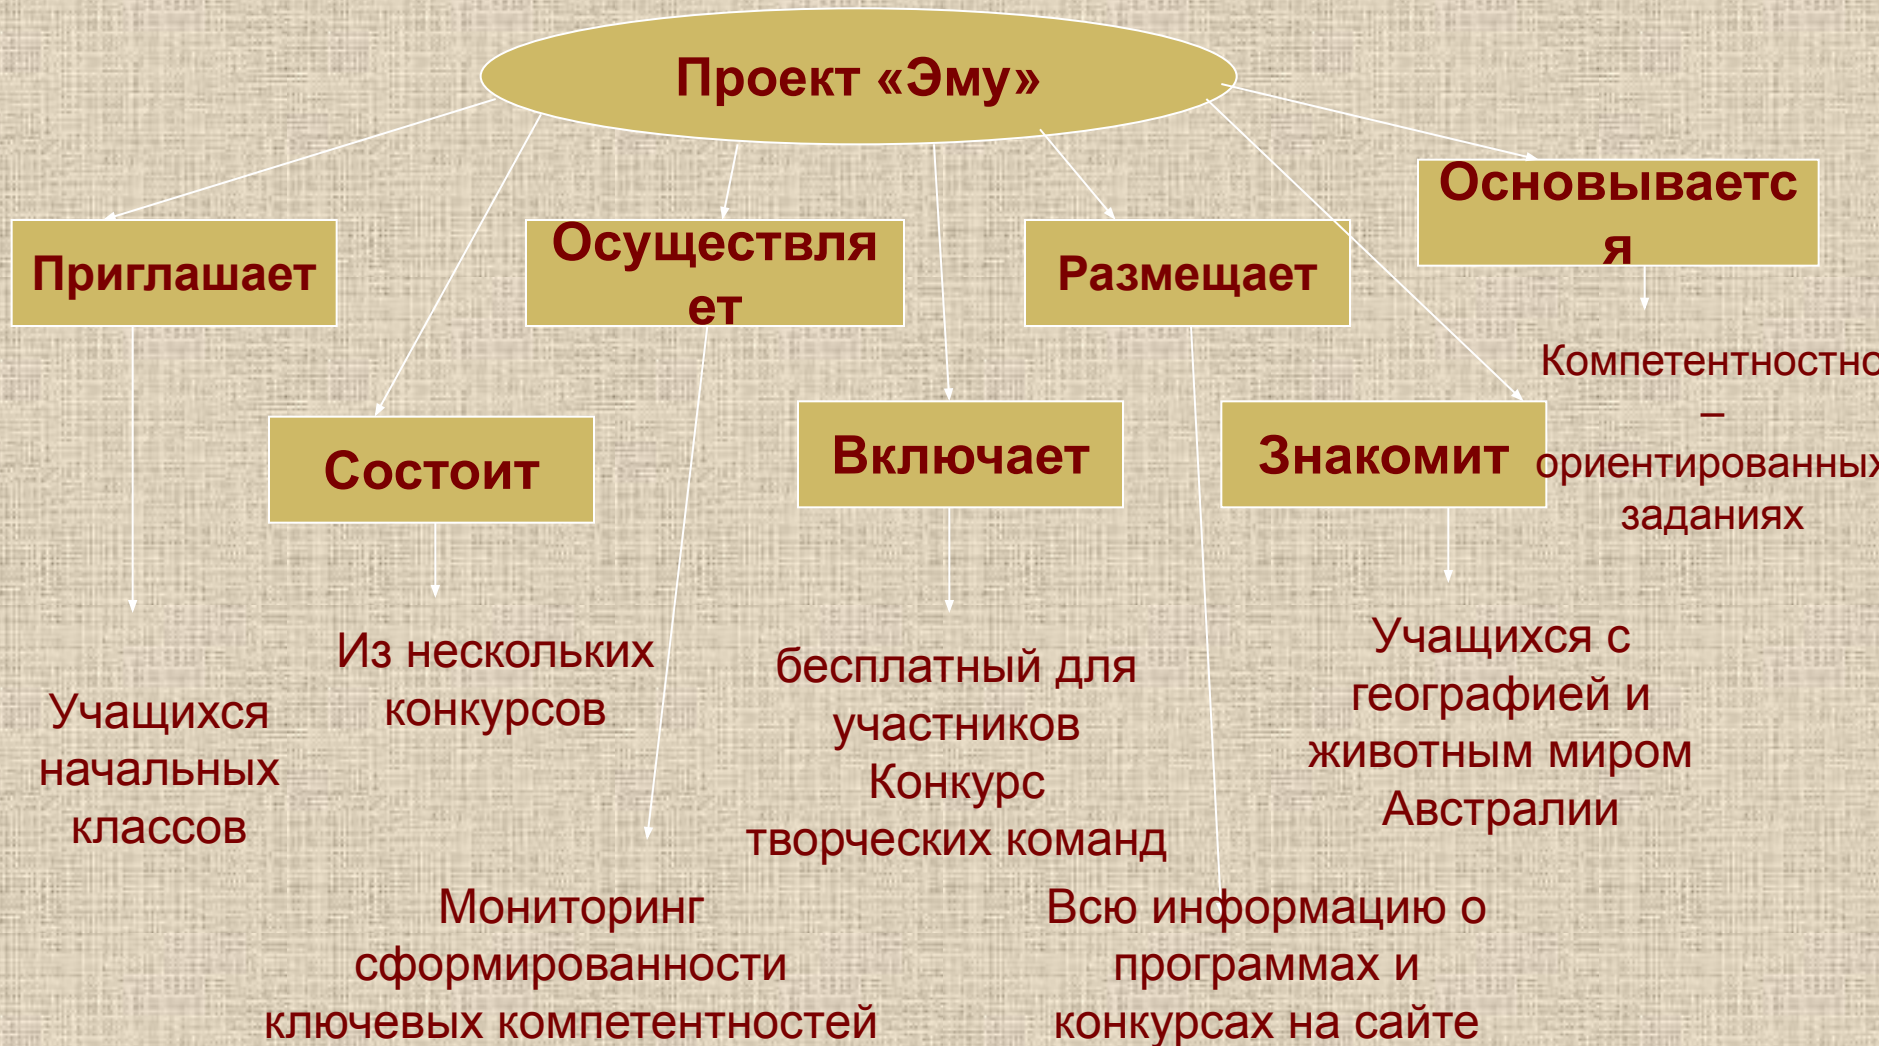 Проект «Эму»
Приглашает
Осуществля
ет
Размещает
Основываетс
я
Состоит
Включает
Знакомит
Компетентностно
–
ориентированных
заданиях
Учащихся
начальных
классов
Из нескольких
конкурсов
бесплатный для
участников
Конкурс
творческих команд
Учащихся с
географией и
животным миром
Австралии
Мониторинг
сформированности
ключевых компетентностей
Всю информацию о
программах и
конкурсах на сайте